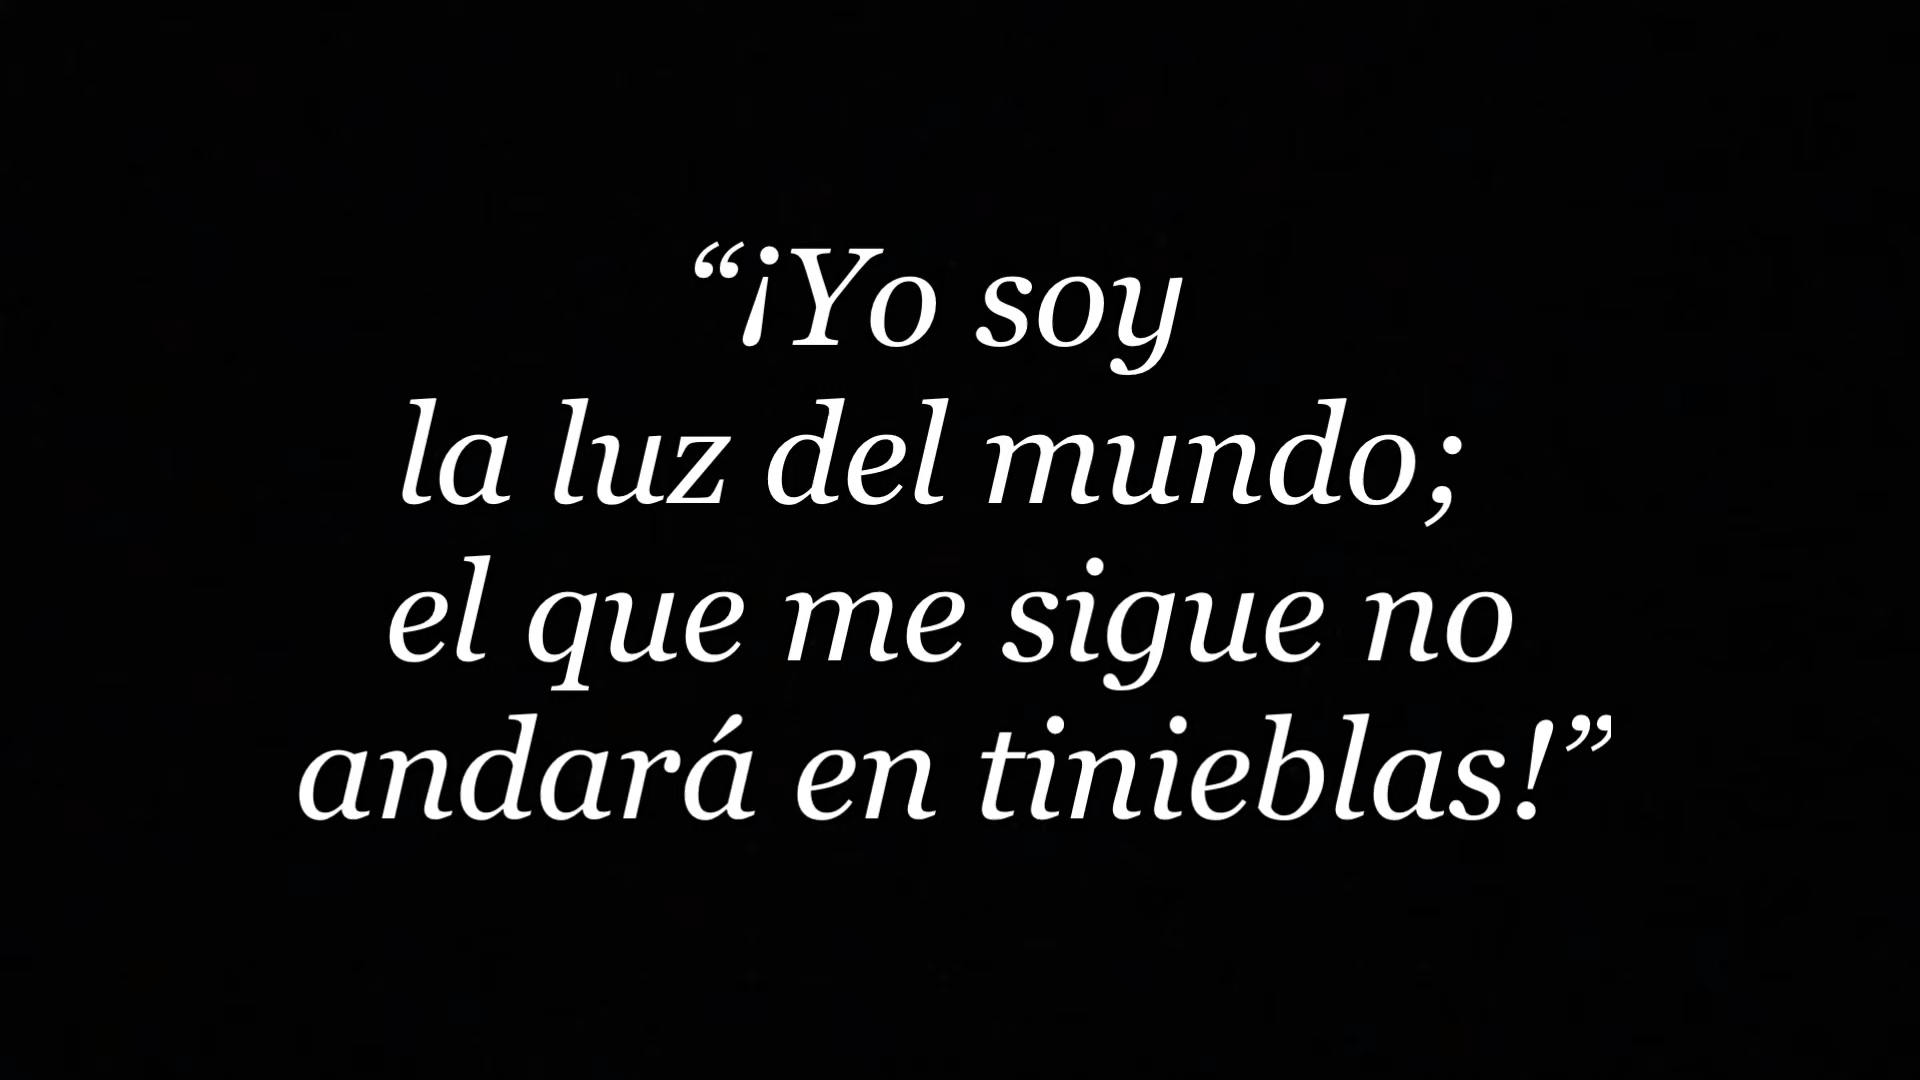 “¡Yo soy
la luz del mundo;
el que me sigue no
andará en tinieblas!”